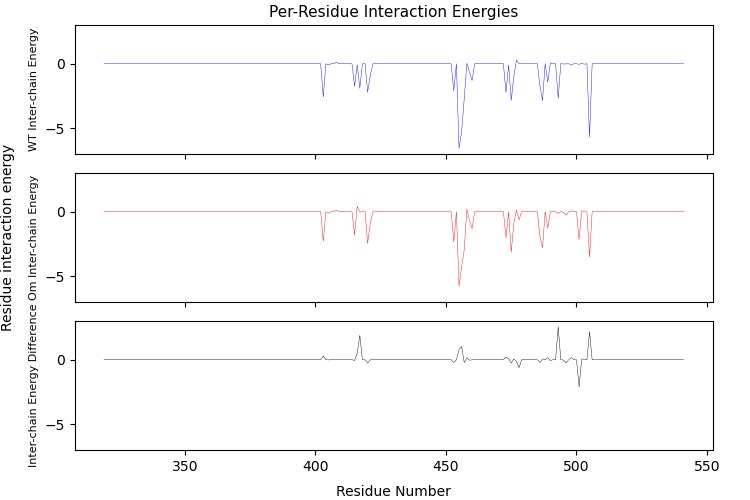 Per-Residue Interaction Energies
Residue interaction energy
WT Inter-chain Energy
0
−5
Om Inter-chain Energy
0
−5
Inter-chain Energy Difference
0
−5
350
400
450
500
550
Residue Number